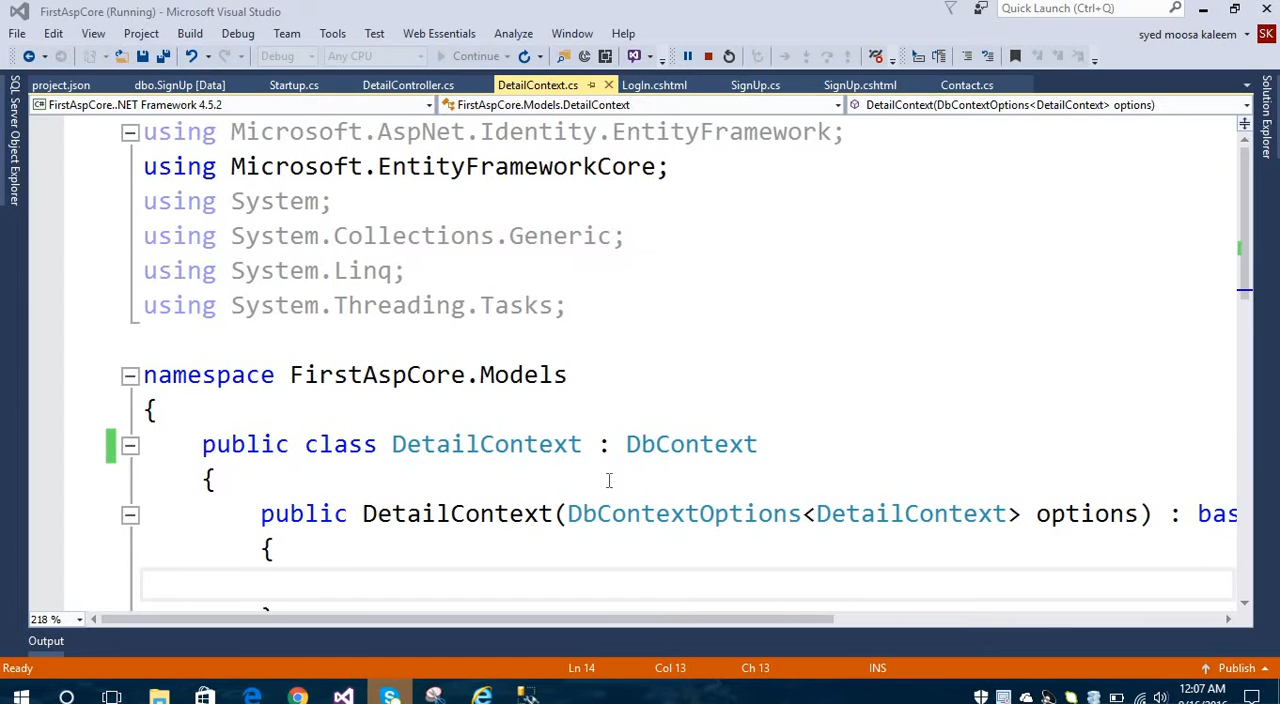 FirstAspCore (Running) - Microsoft Visual Studio
Quick Launch (Ctrl+Q)
File Edit View Project Build Debug Team Tools Test Web Essentials Analyze Window Help
syed moosa kaleem SK
Debug Any CPU Continue
project.json dbo.SignUp [Data] Startup.cs DetailController.cs DetailContext.cs LogIn.cshtml SignUp.cs SignUp.cshtml Contact.cs
FirstAspCore..NET Framework 4.5.2 FirstAspCore.Models.DetailContext DetailContext(DbContextOptions<DetailContext> options)
SQL Server Object Explorer
Solution Explorer
using Microsoft.AspNet.Identity.EntityFramework;
using Microsoft.EntityFrameworkCore;
using System;
using System.Collections.Generic;
using System.Linq;
using System.Threading.Tasks;
namespace FirstAspCore.Models
{
public class DetailContext : DbContext
{
public DetailContext(DbContextOptions<DetailContext> options) : bas
{
218 %
Output
Ready Ln 14 Col 13 Ch 13 INS Publish
12:07 AM